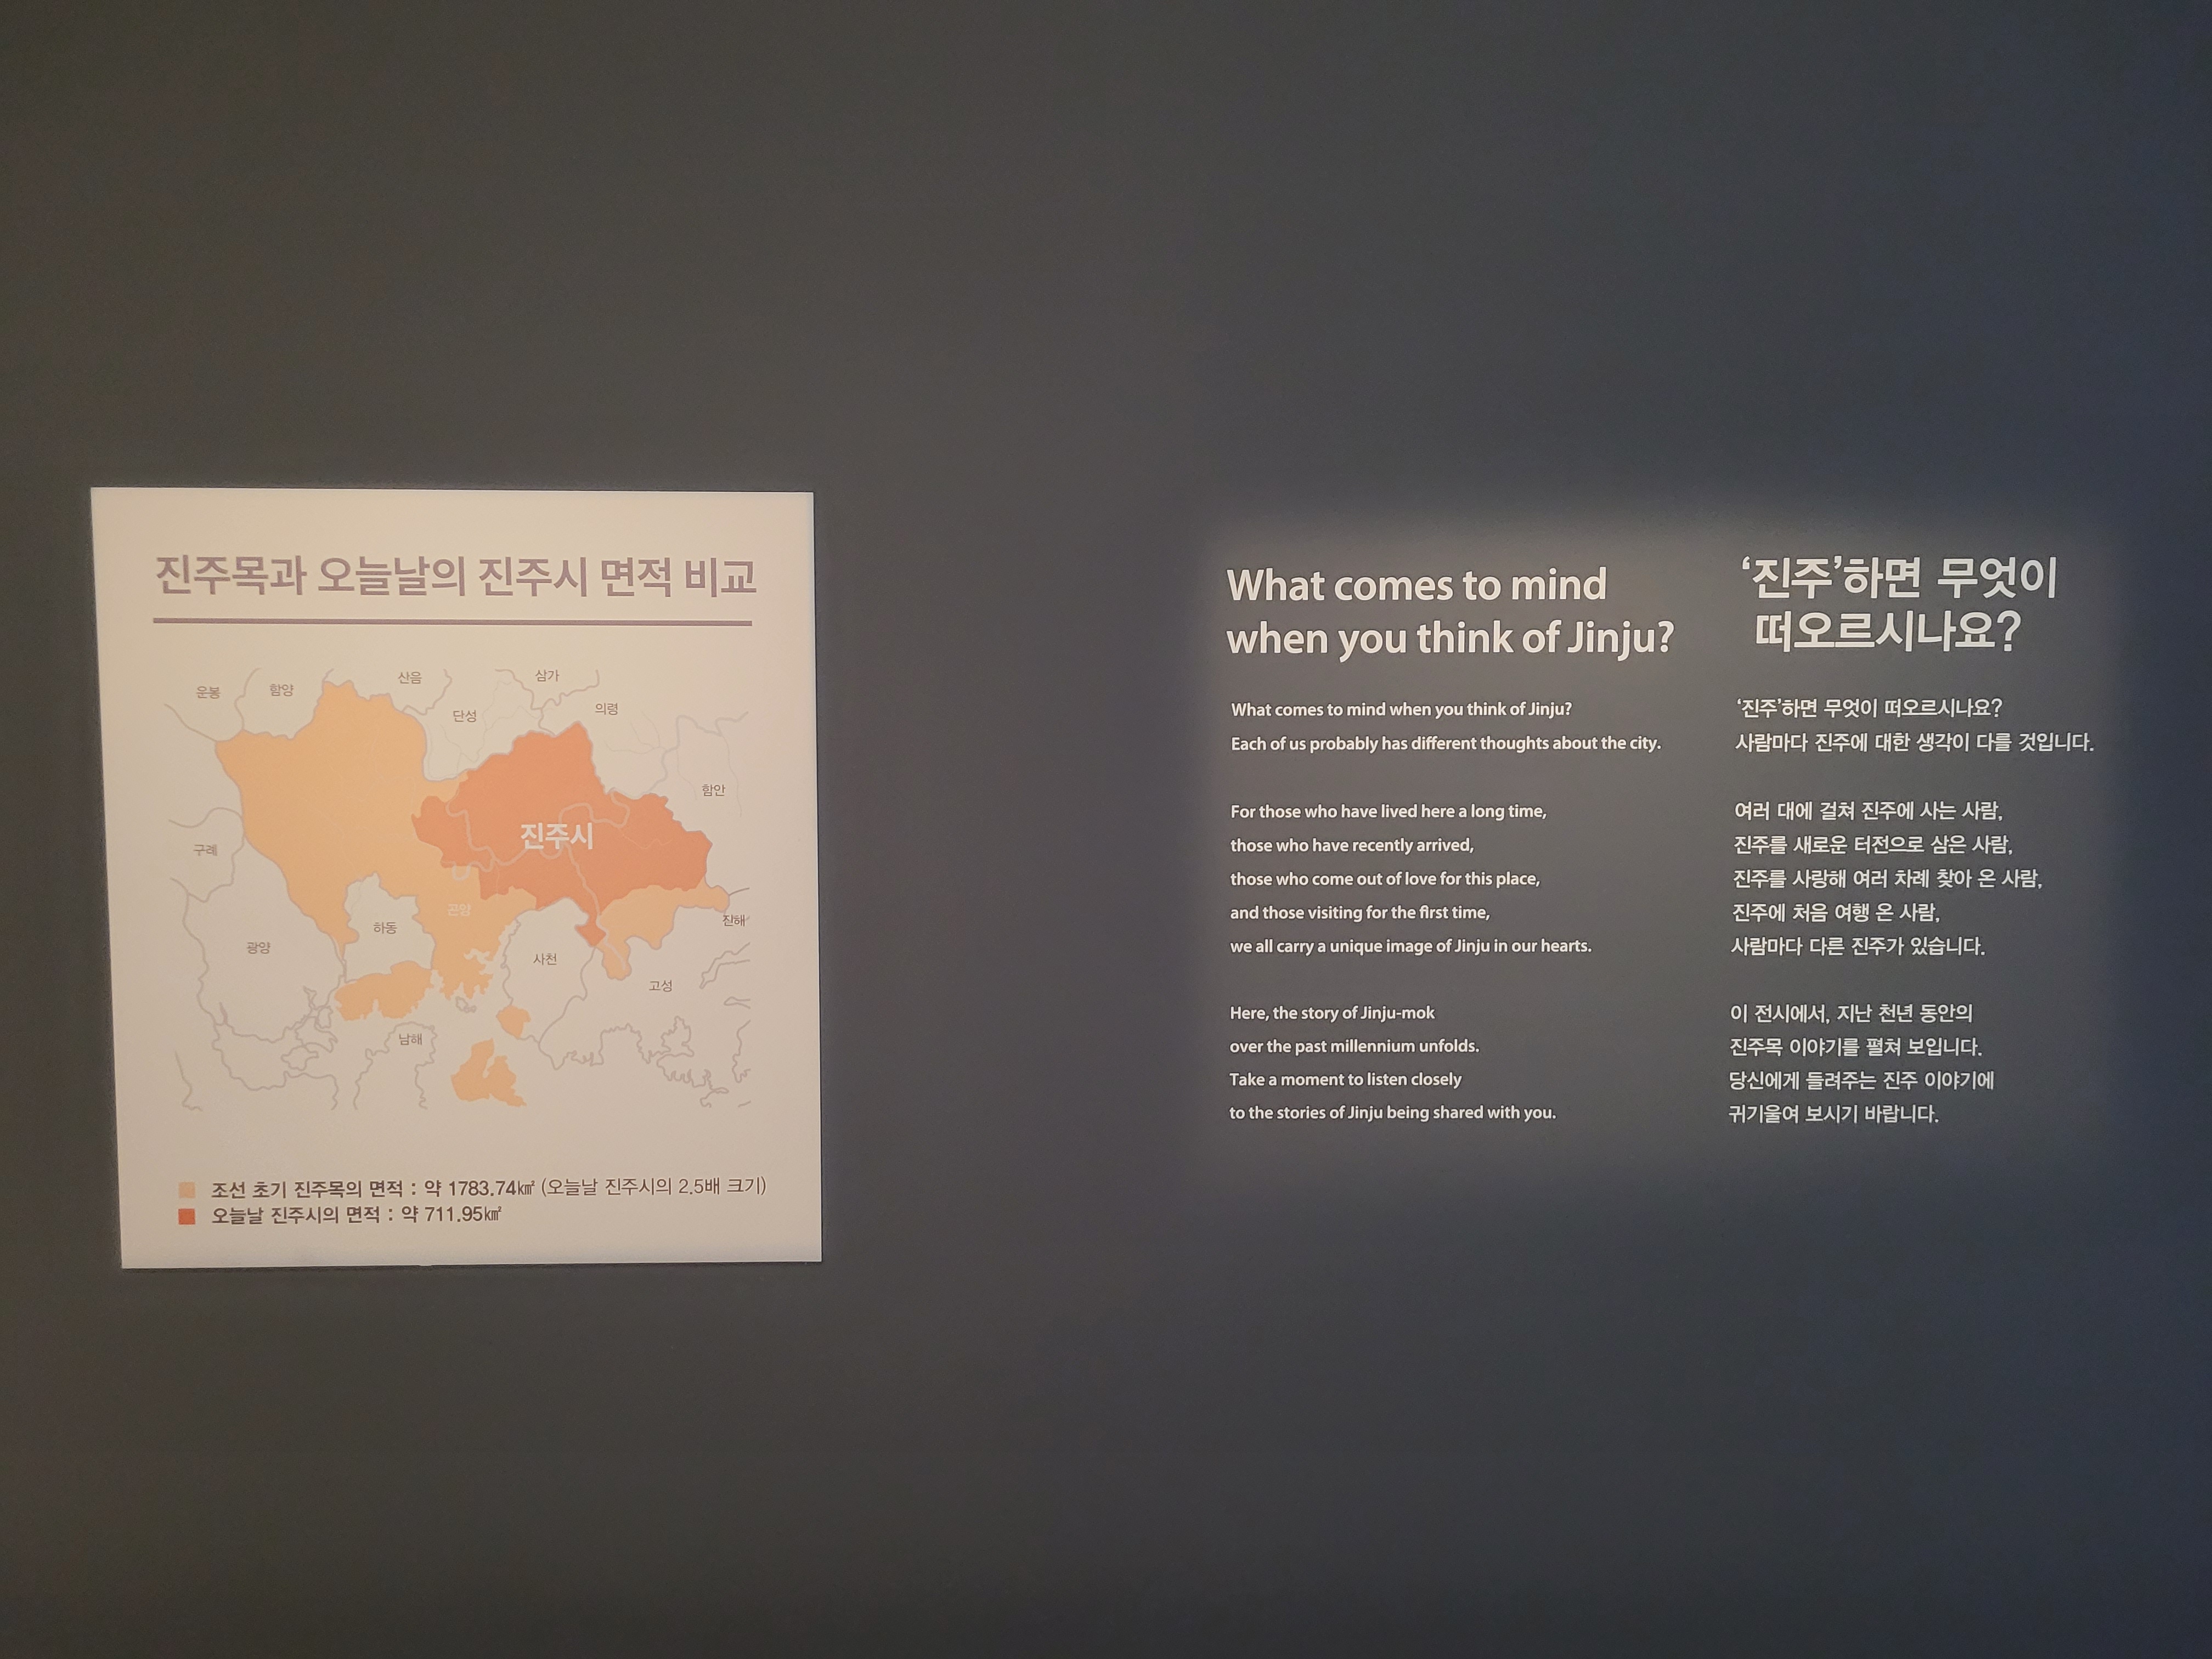 진주목과 오늘날의 진주시 면적 비교
운봉
함양
산음
삼가
단성
의령
함안
진주시
구례
곤양
하동
진해
광양
사천
고성
남해
조선 초기 진주목의 면적 : 약 1783.74㎢ (오늘날 진주시의 2.5배 크기)
오늘날 진주시의 면적 : 약 711.95㎢
What comes to mind
when you think of Jinju?
What comes to mind when you think of Jinju?
Each of us probably has different thoughts about the city.
For those who have lived here a long time,
those who have recently arrived,
those who come out of love for this place,
and those visiting for the first time,
we all carry a unique image of Jinju in our hearts.
Here, the story of Jinju-mok
over the past millennium unfolds.
Take a moment to listen closely
to the stories of Jinju being shared with you.
‘진주’하면 무엇이
떠오르시나요?
‘진주’하면 무엇이 떠오르시나요?
사람마다 진주에 대한 생각이 다를 것입니다.
여러 대에 걸쳐 진주에 사는 사람,
진주를 새로운 터전으로 삼은 사람,
진주를 사랑해 여러 차례 찾아 온 사람,
진주에 처음 여행 온 사람,
사람마다 다른 진주가 있습니다.
이 전시에서, 지난 천년 동안의
진주목 이야기를 펼쳐 보입니다.
당신에게 들려주는 진주 이야기에
귀기울여 보시기 바랍니다.